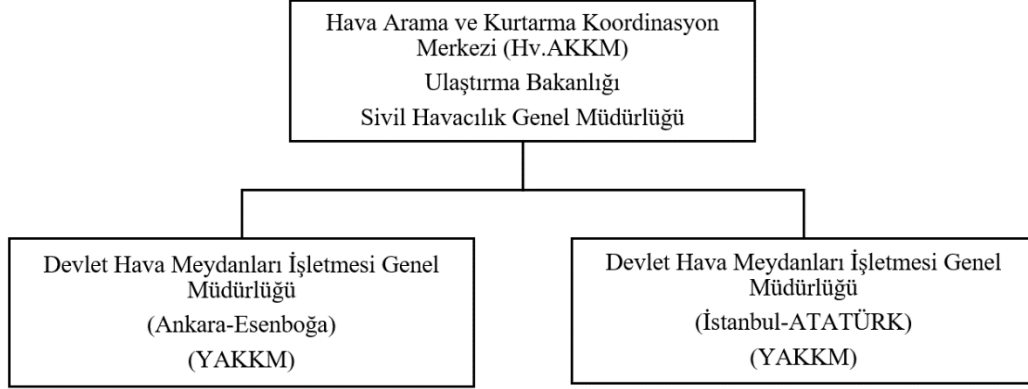 Hava Arama ve Kurtarma Koordinasyon
Merkezi (Hv.AKKM)
Ulaştırma Bakanlığı
Sivil Havacılık Genel Müdürlüğü
Devlet Hava Meydanları İşletmesi Genel
Müdürlüğü
(Ankara-Esenboğa)
(YAKKM)
Devlet Hava Meydanları İşletmesi Genel
Müdürlüğü
(İstanbul-ATATÜRK)
(YAKKM)